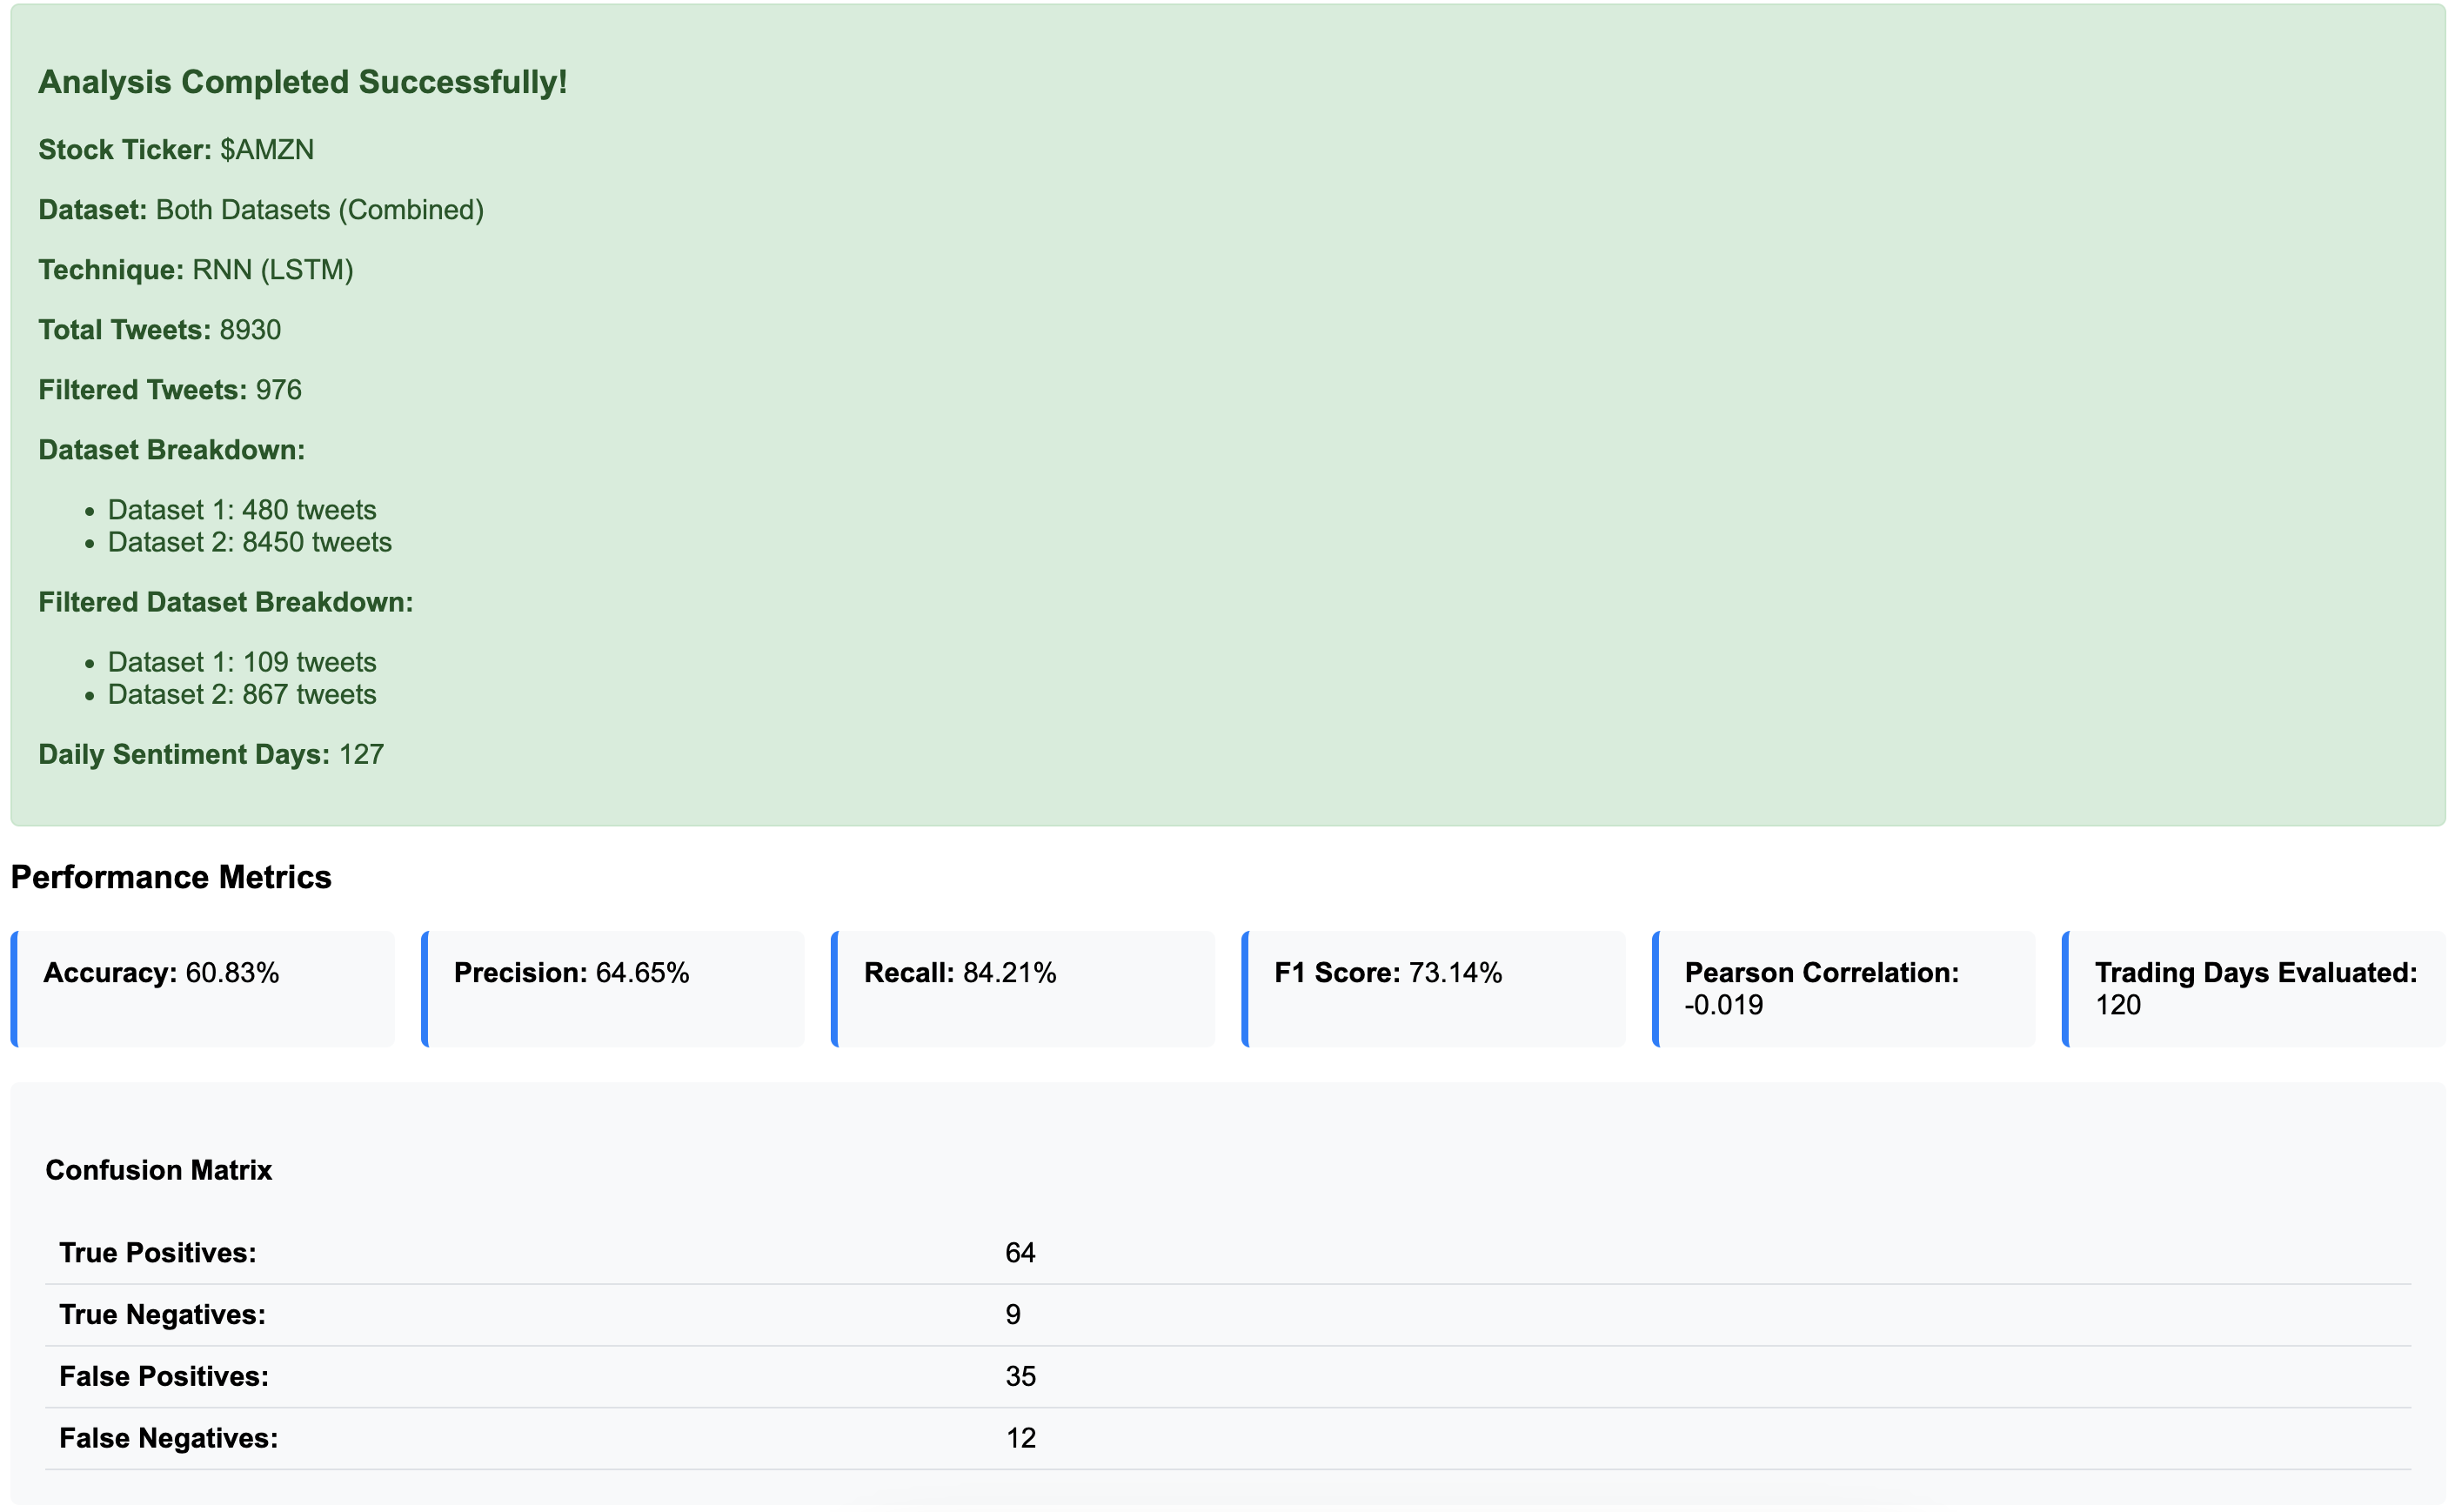 Analysis Completed Successfully!
Stock Ticker: $AMZN
Dataset: Both Datasets (Combined)
Technique: RNN (LSTM)
Total Tweets: 8930
Filtered Tweets: 976
Dataset Breakdown:
• Dataset 1: 480 tweets
• Dataset 2: 8450 tweets
Filtered Dataset Breakdown:
• Dataset 1: 109 tweets
• Dataset 2: 867 tweets
Daily Sentiment Days: 127
Performance Metrics
Accuracy: 60.83%
Precision: 64.65%
Recall: 84.21%
F1 Score: 73.14%
Pearson Correlation:
-0.019
Trading Days Evaluated:
120
Confusion Matrix
True Positives: 64
True Negatives: 9
False Positives: 35
False Negatives: 12